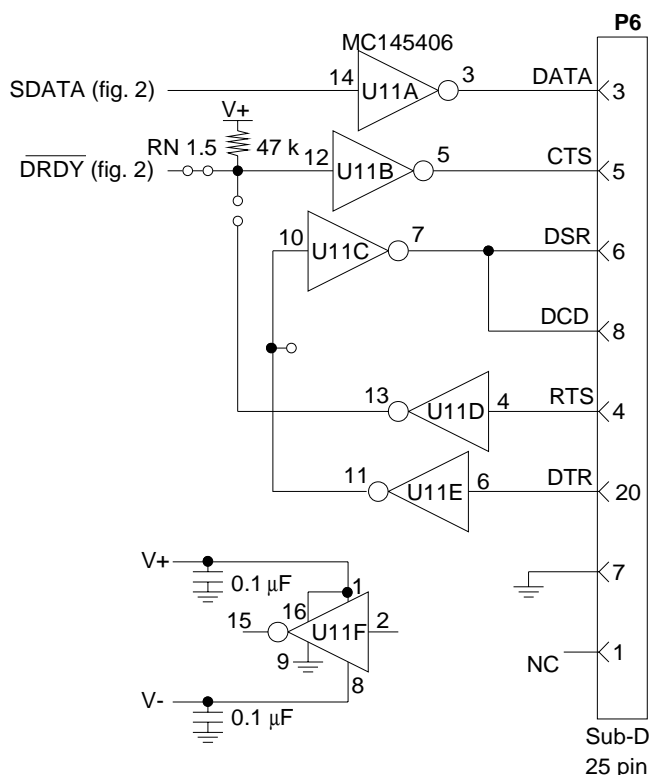 P6
MC145406
SDATA (fig. 2) 14 U11A 3 DATA 3
V+
RN 1.5 47 k
DRDY (fig. 2) 12 U11B 5 CTS 5
10 U11C 7 DSR 6
DCD 8
13 U11D 4 RTS 4
11 U11E 6 DTR 20
V+ 1 7
0.1 µF 16
15 U11F 2
9 NC 1
V- 8
0.1 µF
Sub-D
25 pin